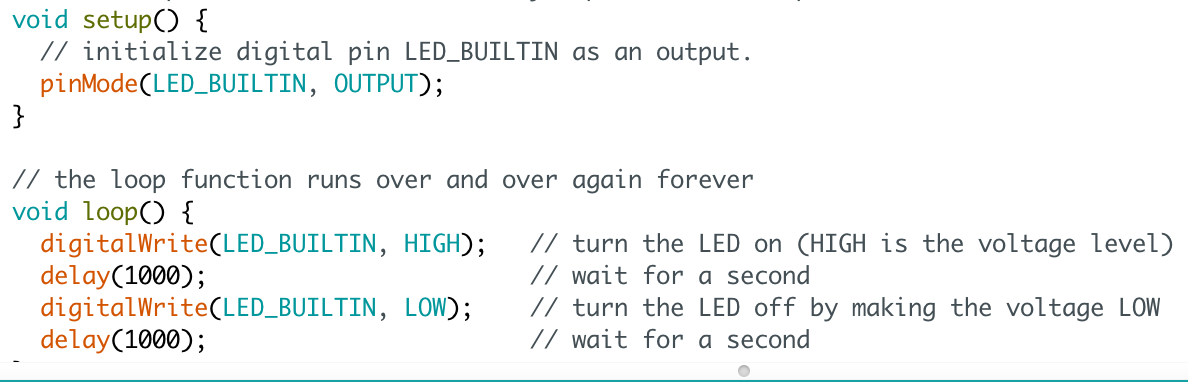 void setup() {
  // initialize digital pin LED_BUILTIN as an output.
  pinMode(LED_BUILTIN, OUTPUT);
}

// the loop function runs over and over again forever
void loop() {
  digitalWrite(LED_BUILTIN, HIGH);   // turn the LED on (HIGH is the voltage level)
  delay(1000);                       // wait for a second
  digitalWrite(LED_BUILTIN, LOW);    // turn the LED off by making the voltage LOW
  delay(1000);                       // wait for a second